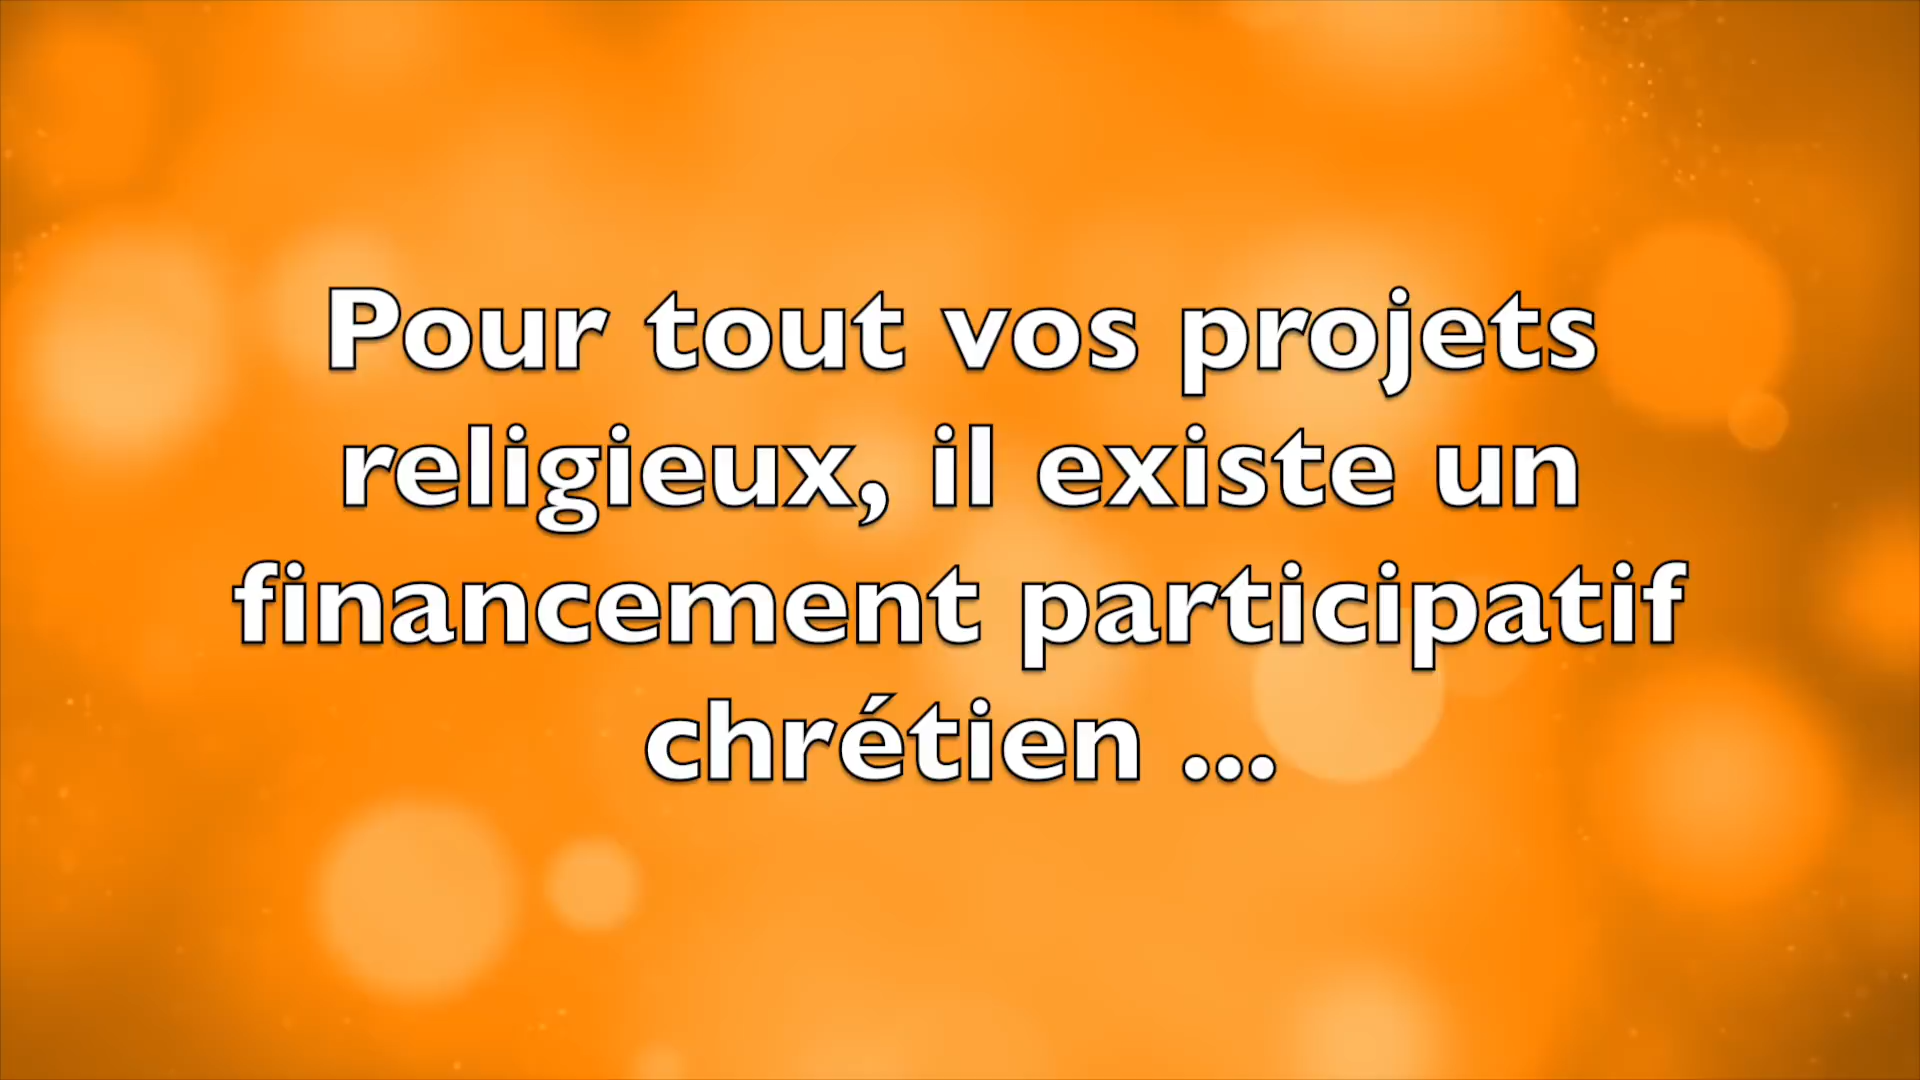 Pour tout vos projets
religieux, il existe un
financement participatif
chrétien ...